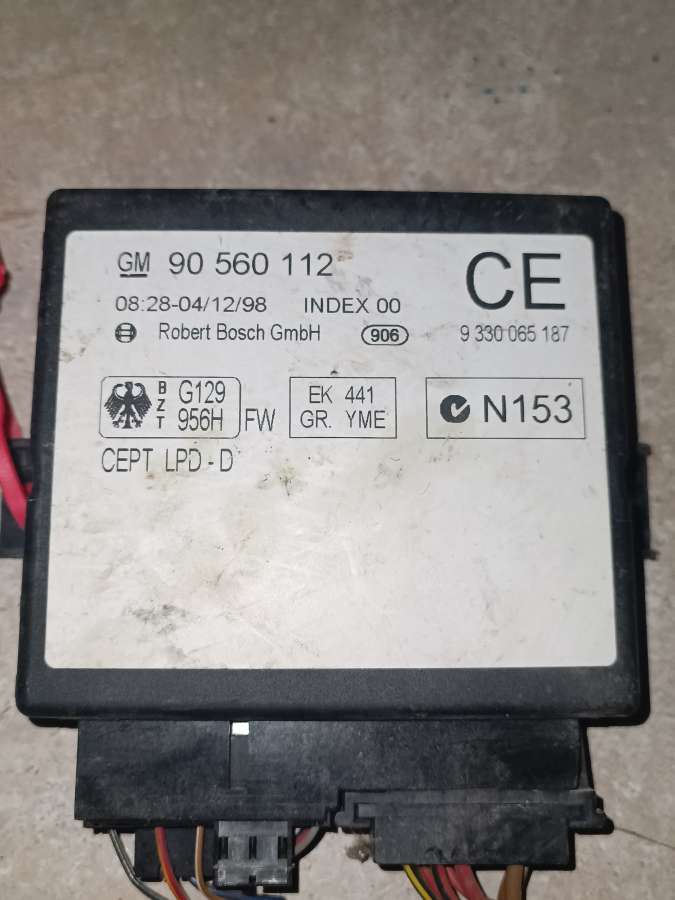 GM 90 560 112
CE
08:28-04/12/98 INDEX 00
Robert Bosch GmbH 906 9 330 065 187
BZT G129 956H FW
EK 441
GR. YME
N153
CEPT LPD - D